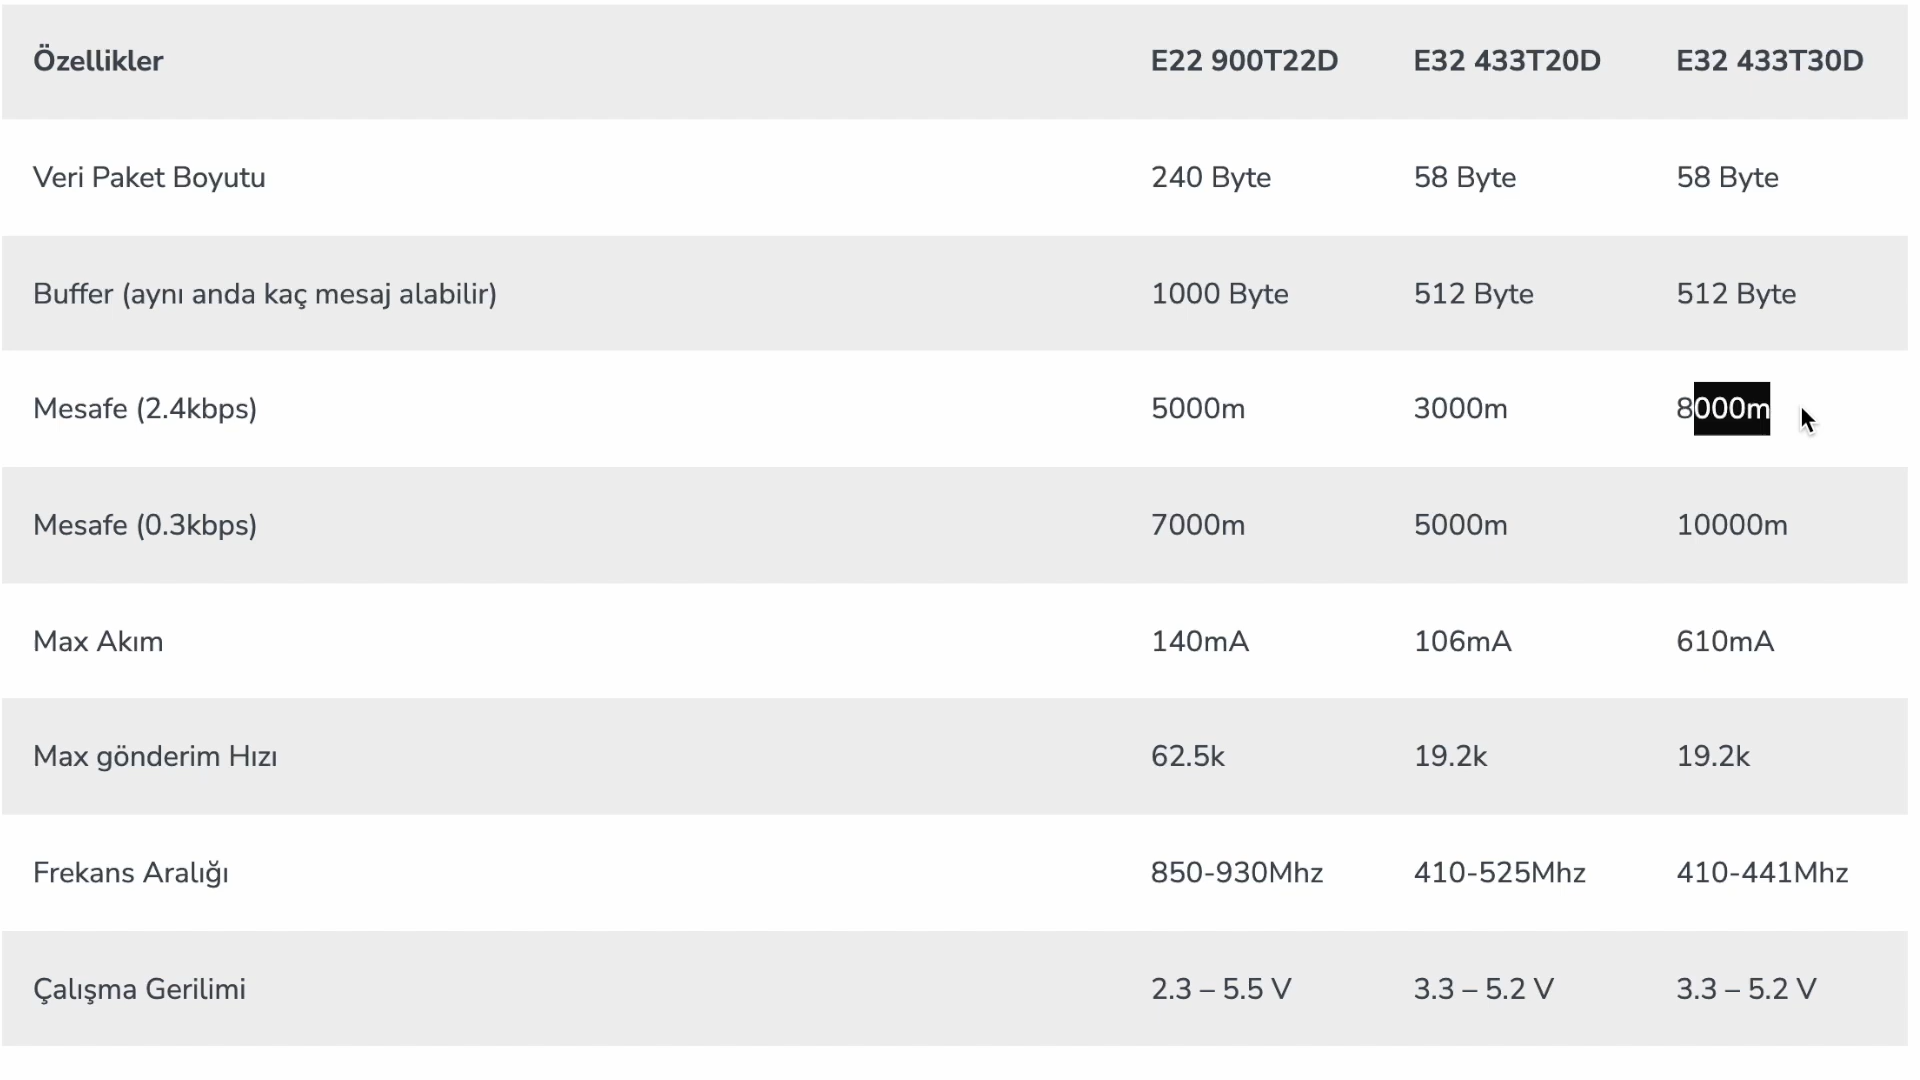 Özellikler E22 900T22D E32 433T20D E32 433T30D
Veri Paket Boyutu 240 Byte 58 Byte 58 Byte
Buffer (aynı anda kaç mesaj alabilir) 1000 Byte 512 Byte 512 Byte
Mesafe (2.4kbps) 5000m 3000m 8000m
Mesafe (0.3kbps) 7000m 5000m 10000m
Max Akım 140mA 106mA 610mA
Max gönderim Hızı 62.5k 19.2k 19.2k
Frekans Aralığı 850-930Mhz 410-525Mhz 410-441Mhz
Çalışma Gerilimi 2.3 – 5.5 V 3.3 – 5.2 V 3.3 – 5.2 V